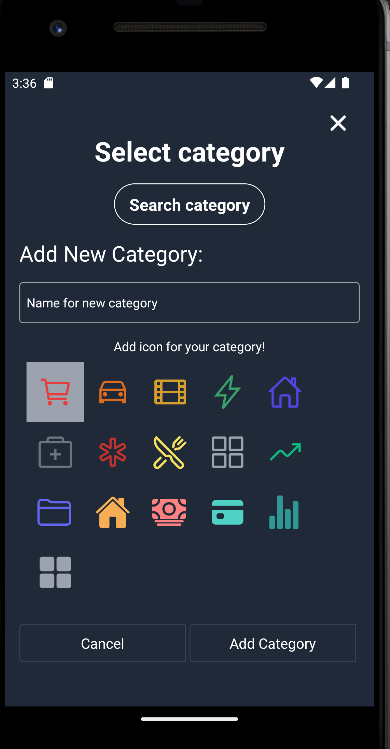 3:36
Select category
Search category
Add New Category:
Name for new category
Add icon for your category!
Cancel
Add Category